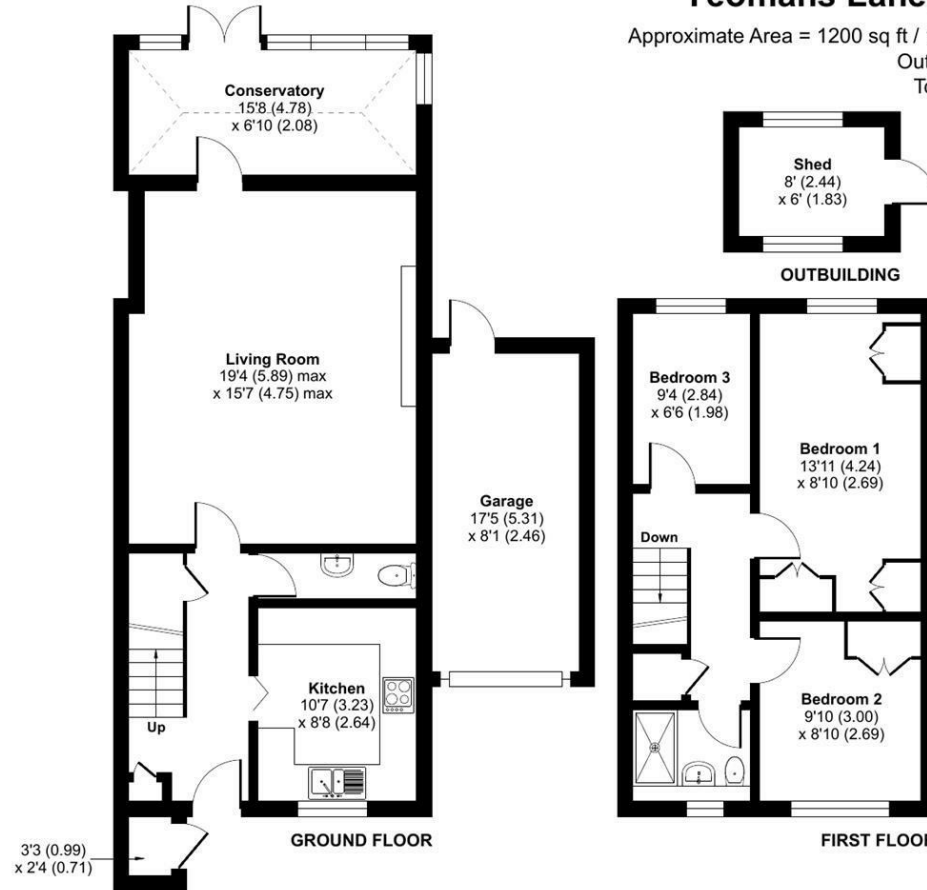 Yeomans Lane
Approximate Area = 1200 sq ft /
Conservatory
15'8 (4.78)
x 6'10 (2.08)
Shed
8' (2.44)
x 6' (1.83)
OUTBUILDING
Living Room
19'4 (5.89) max
x 15'7 (4.75) max
Garage
17'5 (5.31)
x 8'1 (2.46)
Bedroom 3
9'4 (2.84)
x 6'6 (1.98)
Bedroom 1
13'11 (4.24)
x 8'10 (2.69)
Down
Kitchen
10'7 (3.23)
x 8'8 (2.64)
Up
Bedroom 2
9'10 (3.00)
x 8'10 (2.69)
3'3 (0.99)
x 2'4 (0.71)
GROUND FLOOR
FIRST FLOOR